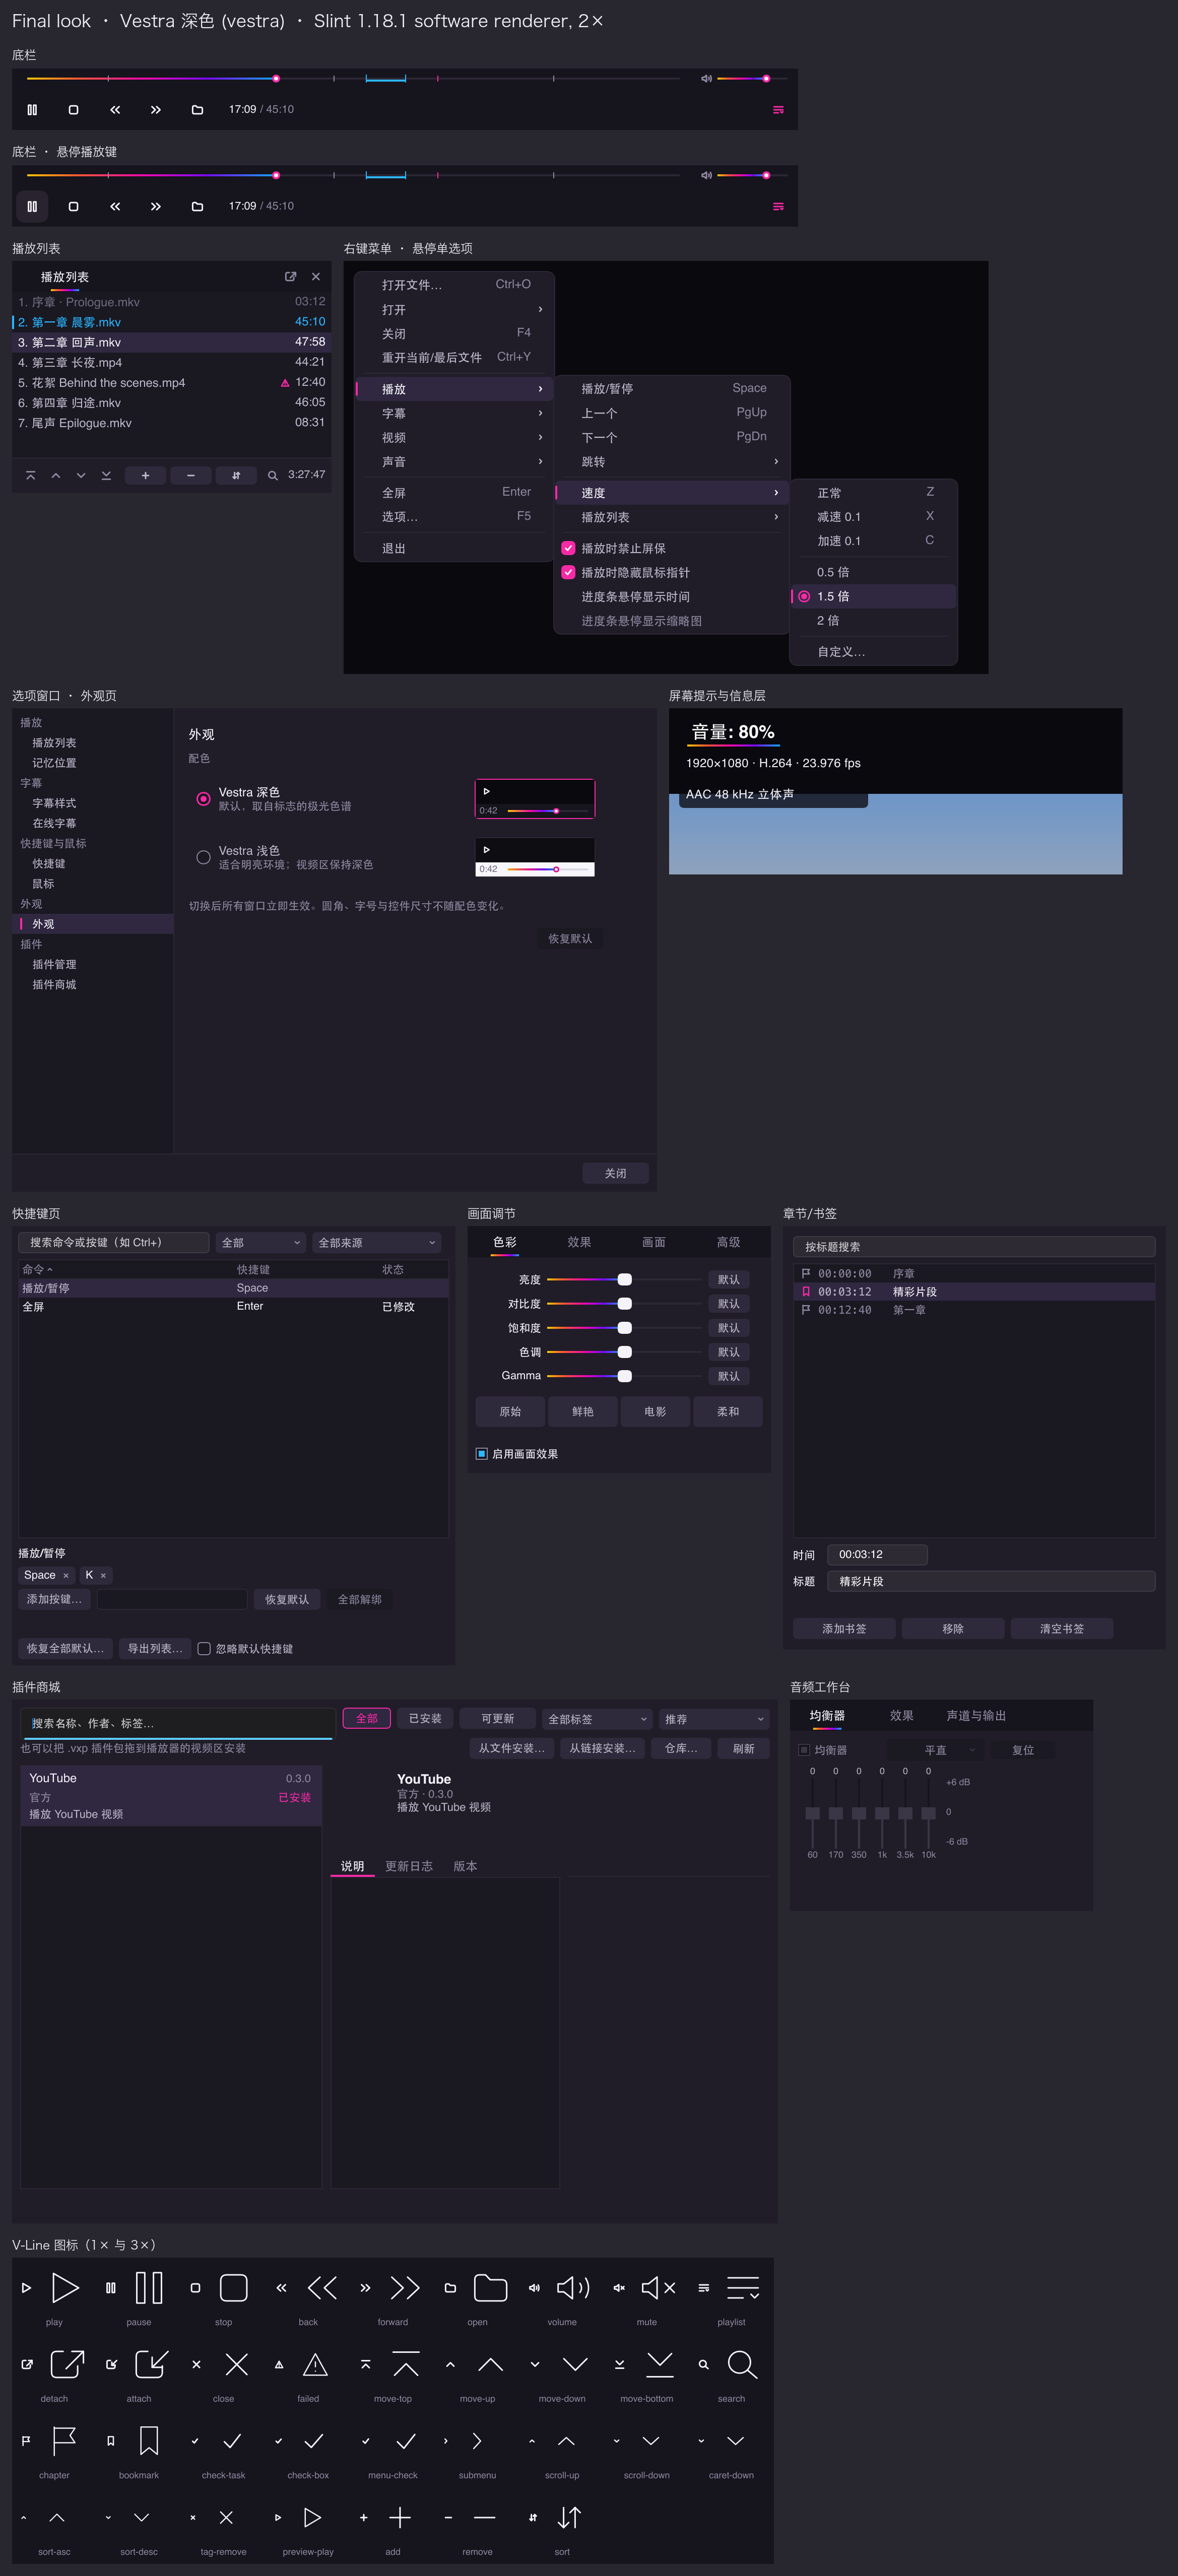 Final look · Vestra 深色 (vestra) · Slint 1.18.1 software renderer, 2×
底栏
17:09 / 45:10
底栏 · 悬停播放键
17:09 / 45:10
播放列表
播放列表
1. 序章 · Prologue.mkv 03:12
2. 第一章 晨雾.mkv 45:10
3. 第二章 回声.mkv 47:58
4. 第三章 长夜.mp4 44:21
5. 花絮 Behind the scenes.mp4 12:40
6. 第四章 归途.mkv 46:05
7. 尾声 Epilogue.mkv 08:31
3:27:47
右键菜单 · 悬停单选项
打开文件… Ctrl+O
打开
关闭 F4
重开当前/最后文件 Ctrl+Y
播放
字幕
视频
声音
全屏 Enter
选项… F5
退出
播放/暂停 Space
上一个 PgUp
下一个 PgDn
跳转
速度
播放列表
播放时禁止屏保
播放时隐藏鼠标指针
进度条悬停显示时间
进度条悬停显示缩略图
正常 Z
减速 0.1 X
加速 0.1 C
0.5 倍
1.5 倍
2 倍
自定义…
选项窗口 · 外观页
播放
播放列表
记忆位置
字幕
字幕样式
在线字幕
快捷键与鼠标
快捷键
鼠标
外观
外观
插件
插件管理
插件商城
外观
配色
Vestra 深色
默认，取自标志的极光色谱
0:42
Vestra 浅色
适合明亮环境；视频区保持深色
0:42
切换后所有窗口立即生效。圆角、字号与控件尺寸不随配色变化。
恢复默认
关闭
屏幕提示与信息层
音量: 80%
1920×1080 · H.264 · 23.976 fps
AAC 48 kHz 立体声
快捷键页
搜索命令或按键（如 Ctrl+） 全部 全部来源
命令 快捷键 状态
播放/暂停 Space
全屏 Enter 已修改
播放/暂停
Space × K ×
添加按键… 恢复默认 全部解绑
恢复全部默认… 导出列表… 忽略默认快捷键
画面调节
色彩 效果 画面 高级
亮度 默认
对比度 默认
饱和度 默认
色调 默认
Gamma 默认
原始 鲜艳 电影 柔和
启用画面效果
章节/书签
按标题搜索
00:00:00 序章
00:03:12 精彩片段
00:12:40 第一章
时间 00:03:12
标题 精彩片段
添加书签 移除 清空书签
插件商城
搜索名称、作者、标签… 全部 已安装 可更新 全部标签 推荐
也可以把 .vxp 插件包拖到播放器的视频区安装 从文件安装… 从链接安装… 仓库… 刷新
YouTube 0.3.0
官方 已安装
播放 YouTube 视频
YouTube
官方 · 0.3.0
播放 YouTube 视频
说明 更新日志 版本
音频工作台
均衡器 效果 声道与输出
均衡器 平直 复位
0 0 0 0 0 0
+6 dB
0
-6 dB
60 170 350 1k 3.5k 10k
V-Line 图标（1× 与 3×）
play pause stop back forward open volume mute playlist
detach attach close failed move-top move-up move-down move-bottom search
chapter bookmark check-task check-box menu-check submenu scroll-up scroll-down caret-down
sort-asc sort-desc tag-remove preview-play add remove sort